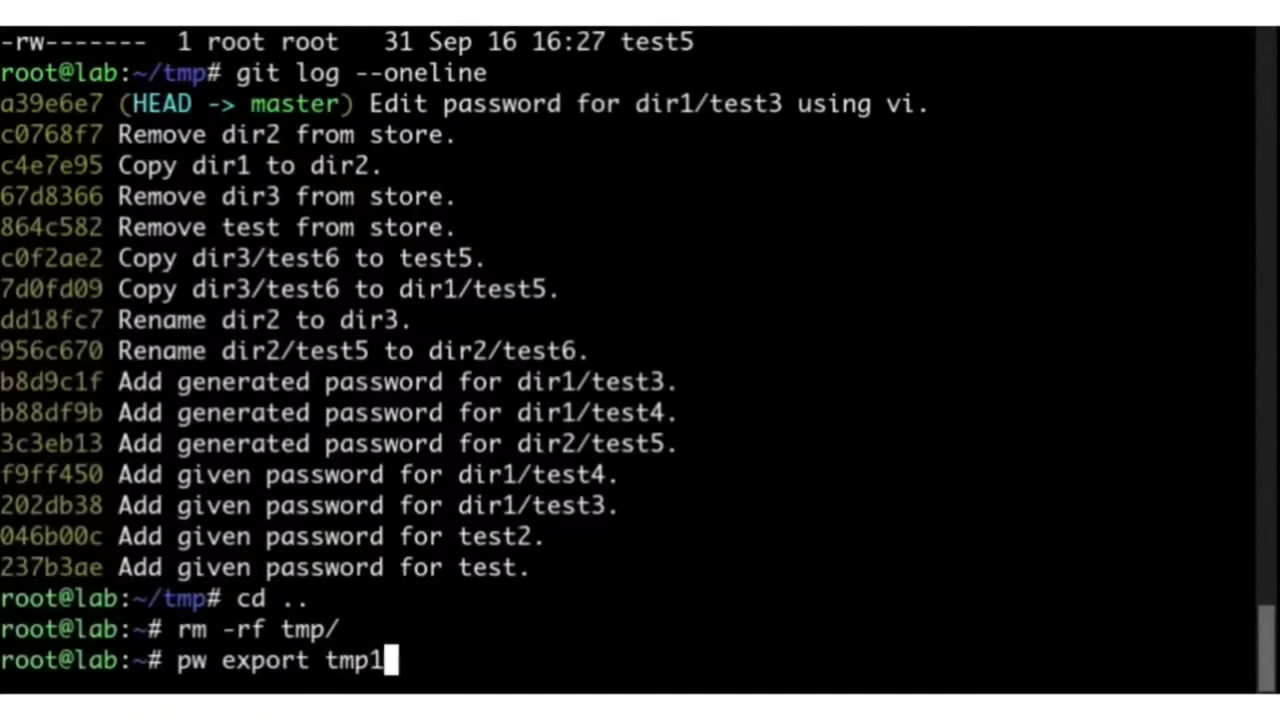 -rw------- 1 root root 31 Sep 16 16:27 test5
root@lab:~/tmp# git log --oneline
a39e6e7 (HEAD -> master) Edit password for dir1/test3 using vi.
c0768f7 Remove dir2 from store.
c4e7e95 Copy dir1 to dir2.
67d8366 Remove dir3 from store.
864c582 Remove test from store.
c0f2ae2 Copy dir3/test6 to test5.
7d0fd09 Copy dir3/test6 to dir1/test5.
dd18fc7 Rename dir2 to dir3.
956c670 Rename dir2/test5 to dir2/test6.
b8d9c1f Add generated password for dir1/test3.
b88df9b Add generated password for dir1/test4.
3c3eb13 Add generated password for dir2/test5.
f9ff450 Add given password for dir1/test4.
202db38 Add given password for dir1/test3.
046b00c Add given password for test2.
237b3ae Add given password for test.
root@lab:~/tmp# cd ..
root@lab:~# rm -rf tmp/
root@lab:~# pw export tmp1